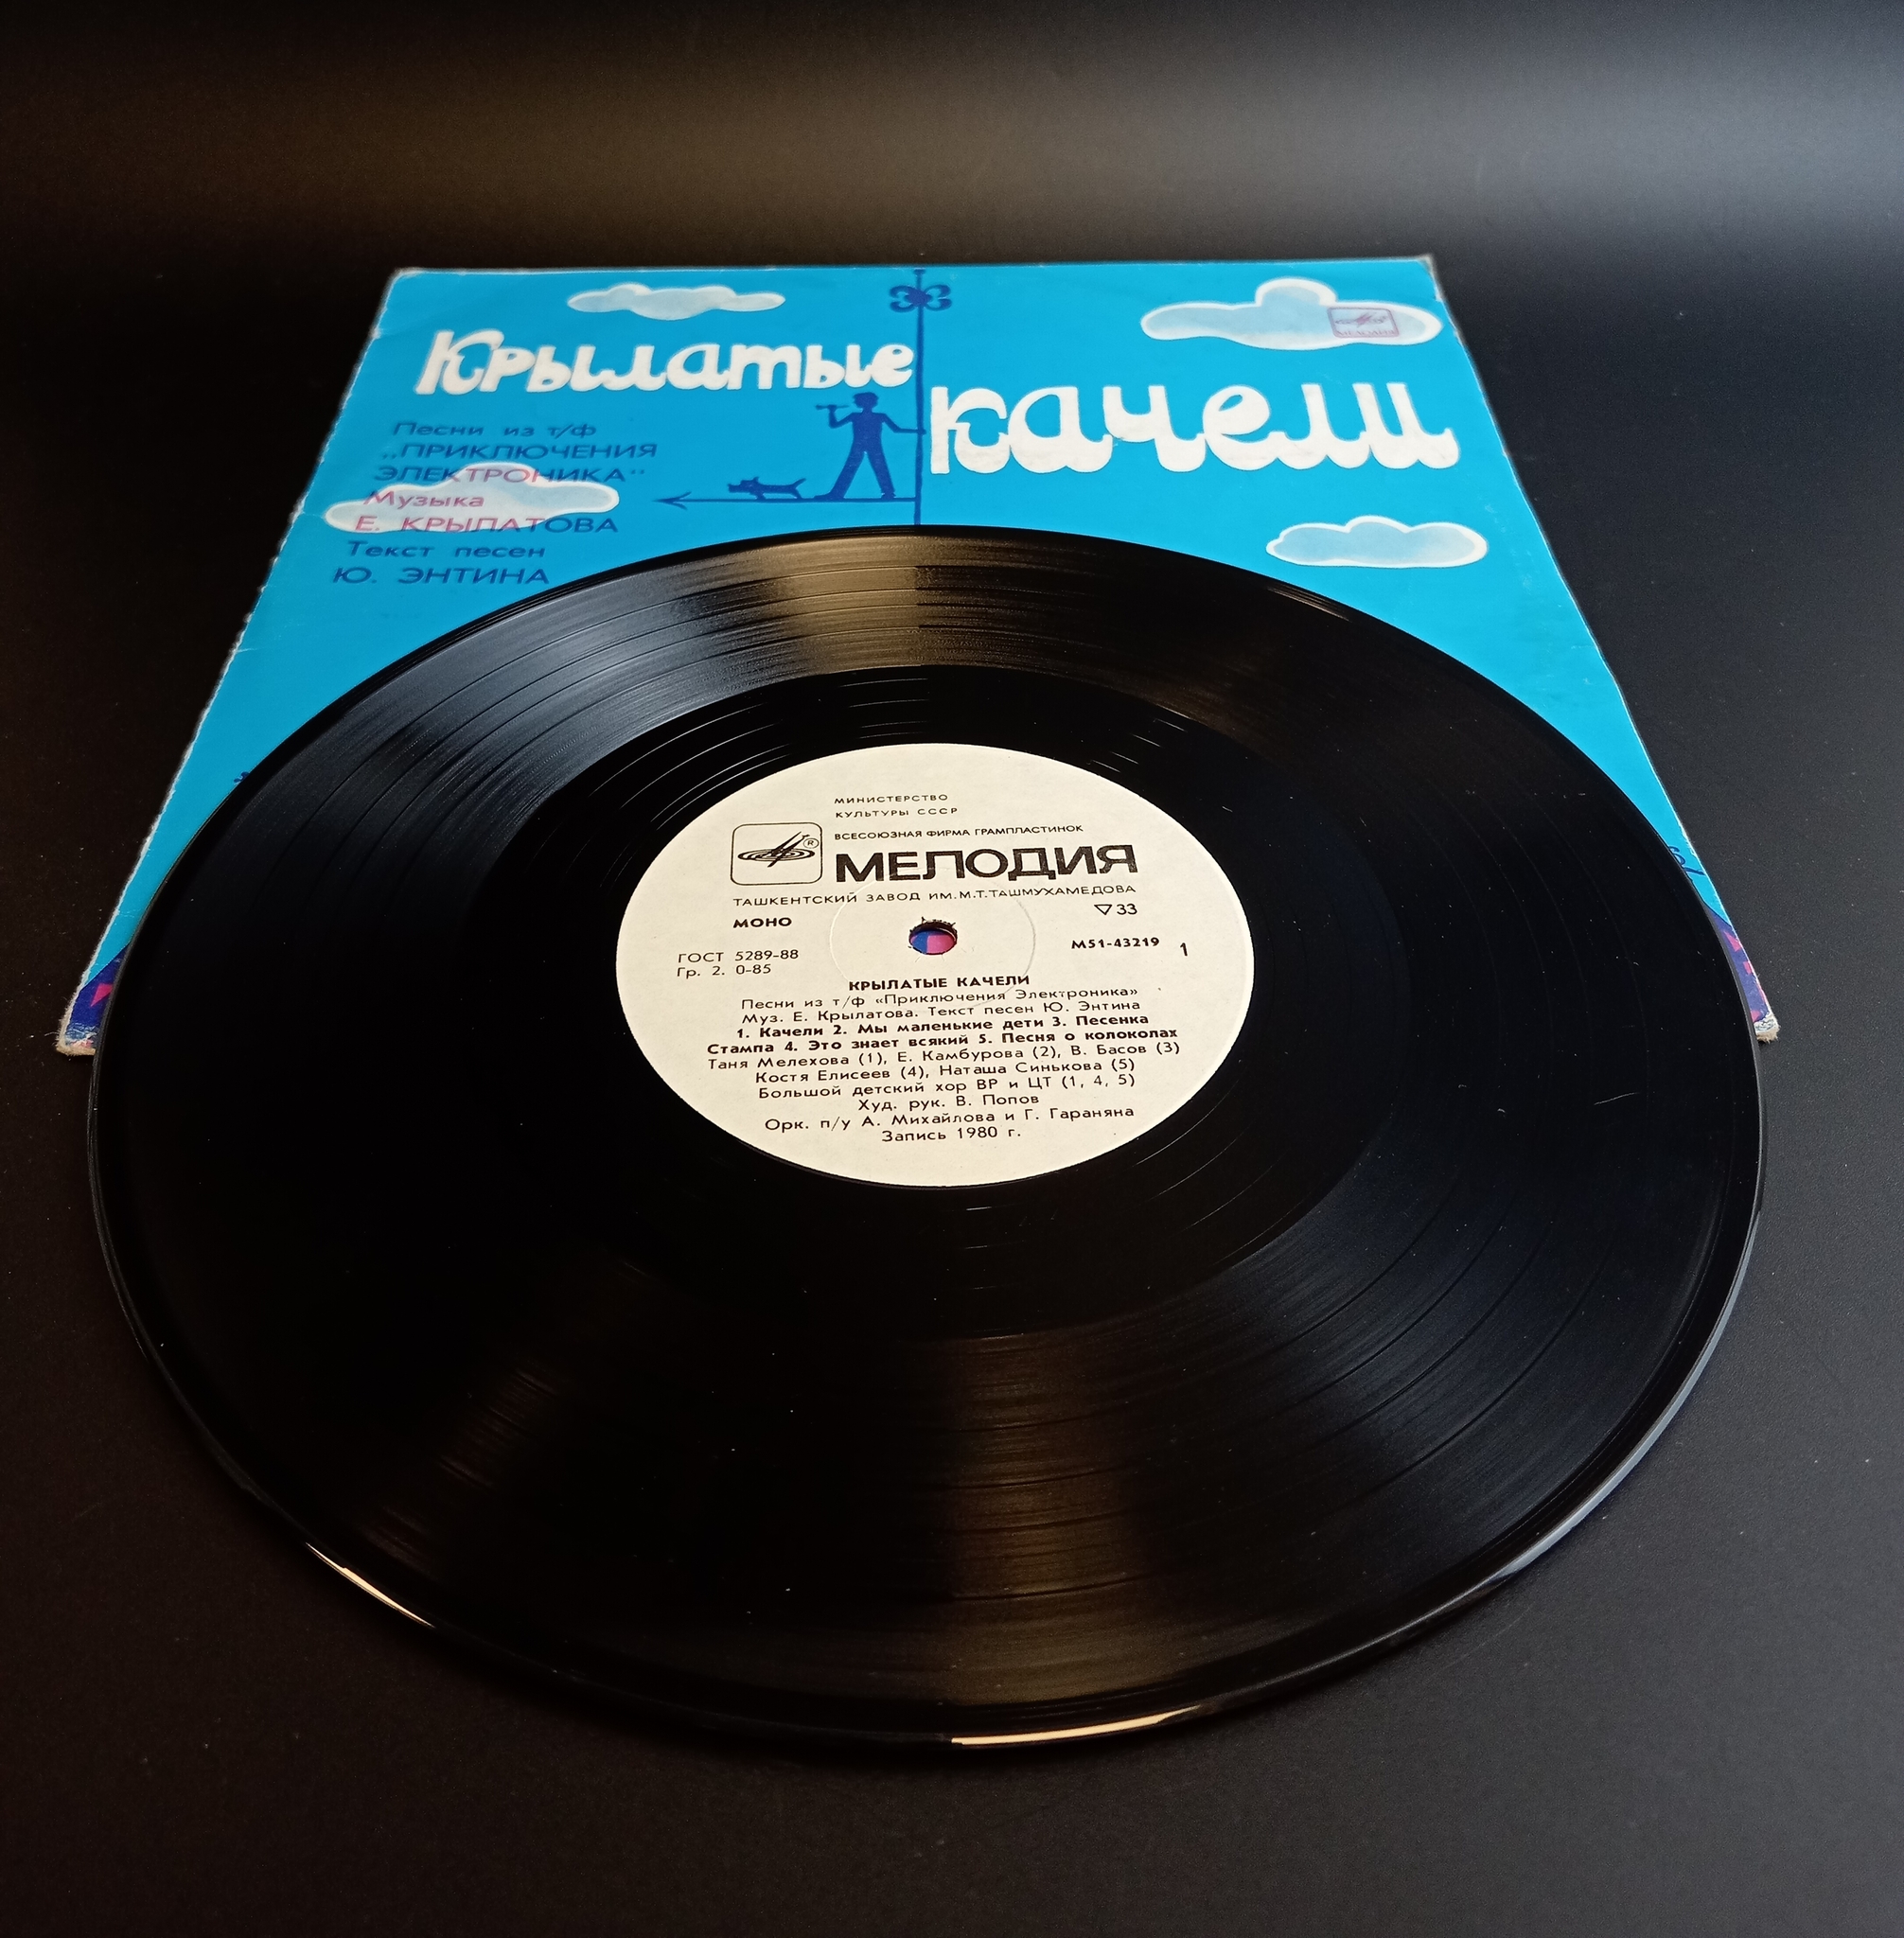 Крылатые
качели
МЕЛОДИЯ
Песни из т/ф
„ПРИКЛЮЧЕНИЯ
ЭЛЕКТРОНИКА"
Музыка
Е. КРЫЛАТОВА
Текст песен
Ю. ЭНТИНА
МИНИСТЕРСТВО
КУЛЬТУРЫ СССР
ВСЕСОЮЗНАЯ ФИРМА ГРАМПЛАСТИНОК
® МЕЛОДИЯ
ТАШКЕНТСКИЙ ЗАВОД ИМ.М.Т.ТАШМУХАМЕДОВА
МОНО ▽33
ГОСТ 5289-88 М51-43219 1
Гр. 2. 0-85
КРЫЛАТЫЕ КАЧЕЛИ
Песни из т/ф «Приключения Электроника»
Муз. Е. Крылатова. Текст песен Ю. Энтина
1. Качели 2. Мы маленькие дети 3. Песенка
Стампа 4. Это знает всякий 5. Песня о колоколах
Таня Мелехова (1), Е. Камбурова (2), В. Басов (3)
Костя Елисеев (4), Наташа Синькова (5)
Большой детский хор ВР и ЦТ (1, 4, 5)
Худ. рук. В. Попов
Орк. п/у А. Михайлова и Г. Гараняна
Запись 1980 г.